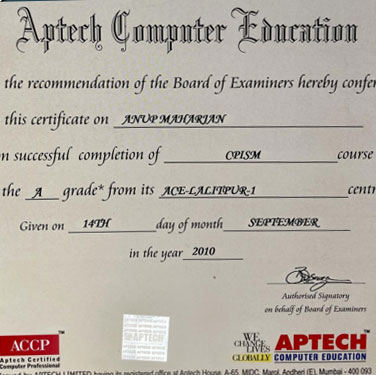 Aptech Computer Education
the recommendation of the Board of Examiners hereby confe
this certificate on ANUP MAHARJAN
n successful completion of CPISM course
the A grade* from its ACE-LALITPUR-1 centr
Given on 14TH day of month SEPTEMBER
in the year 2010
Authorised Signatory
on behalf of Board of Examiners
ACCP™
Aptech Certified
Computer Professional
APTECH
WE
CHANGE
LIVES
GLOBALLY
APTECH™
COMPUTER EDUCATION
ssued by APTECH LIMITED having its registered office at Aptech House, A-65, MIDC, Marol, Andheri (E), Mumbai - 400 093